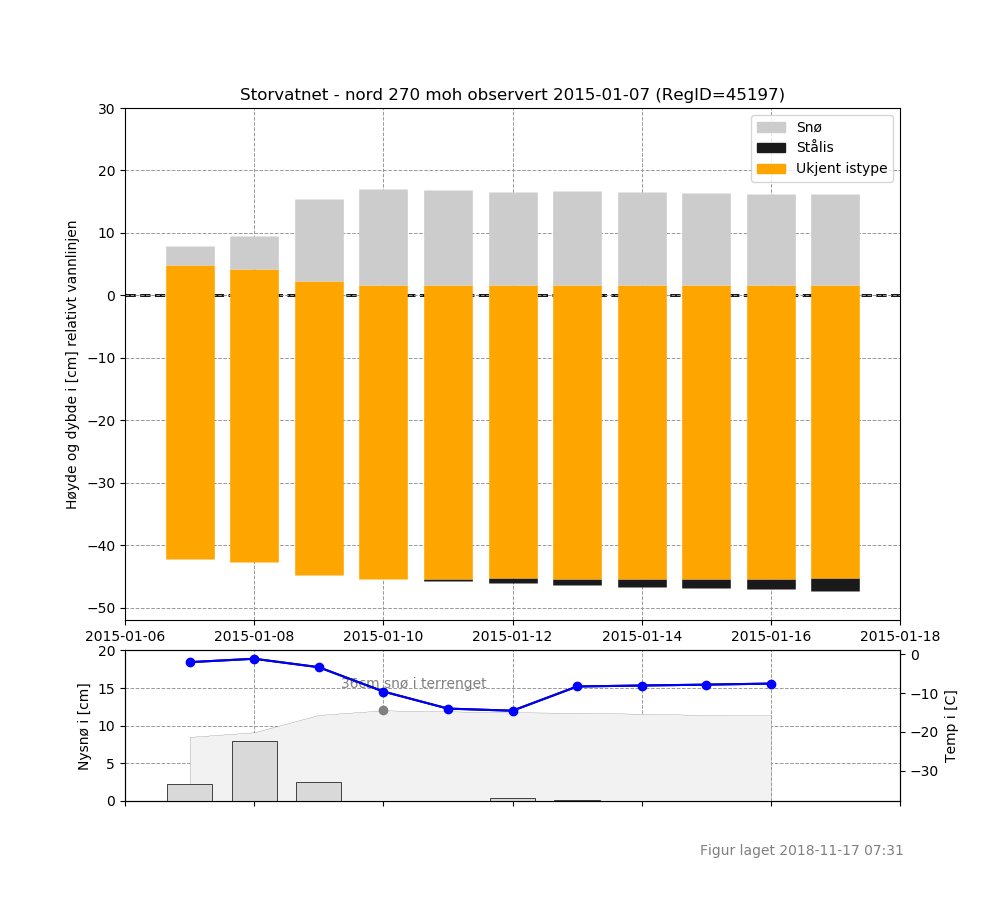 Storvatnet - nord 270 moh observert 2015-01-07 (RegID=45197)
Høyde og dybde i [cm] relativt vannlinjen
30
20
10
0
−10
−20
−30
−40
−50
Snø
Stålis
Ukjent istype
2015-01-06 2015-01-08 2015-01-10 2015-01-12 2015-01-14 2015-01-16 2015-01-18
Nysnø i [cm]
20
15
10
5
0
36cm snø i terrenget
0
−10
−20
−30
Temp i [C]
Figur laget 2018-11-17 07:31